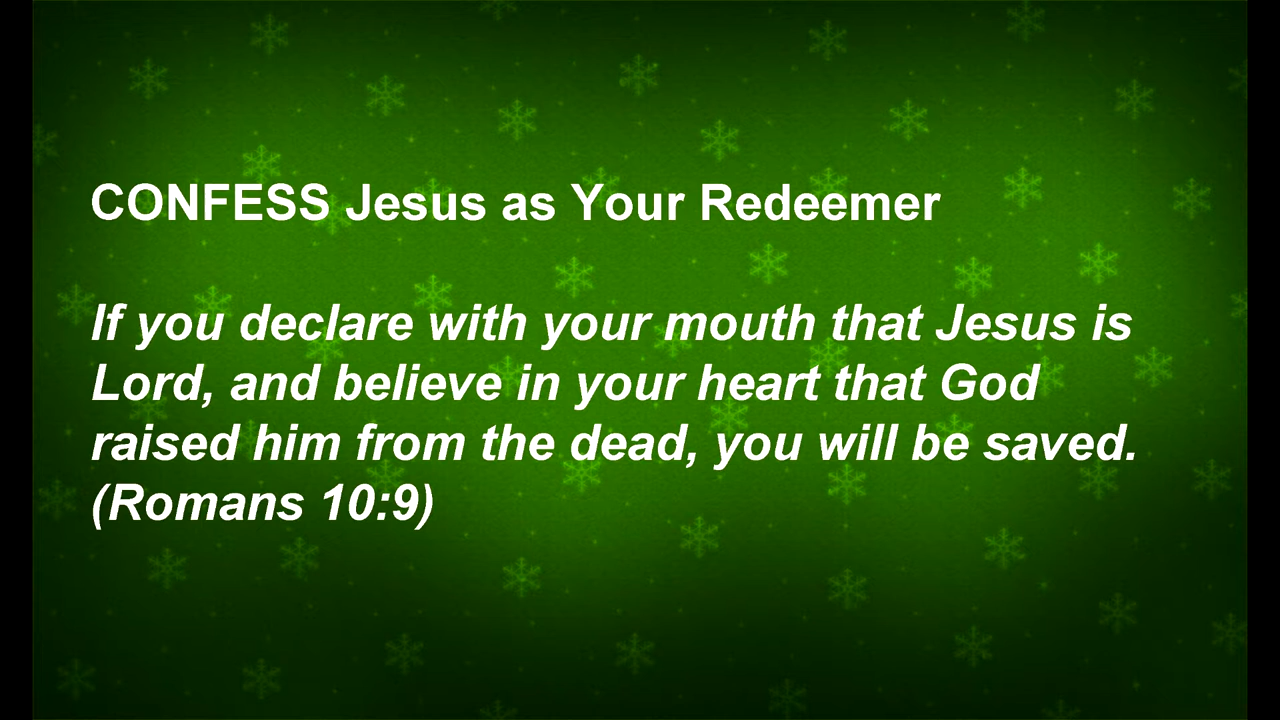 CONFESS Jesus as Your Redeemer
If you declare with your mouth that Jesus is
Lord, and believe in your heart that God
raised him from the dead, you will be saved.
(Romans 10:9)